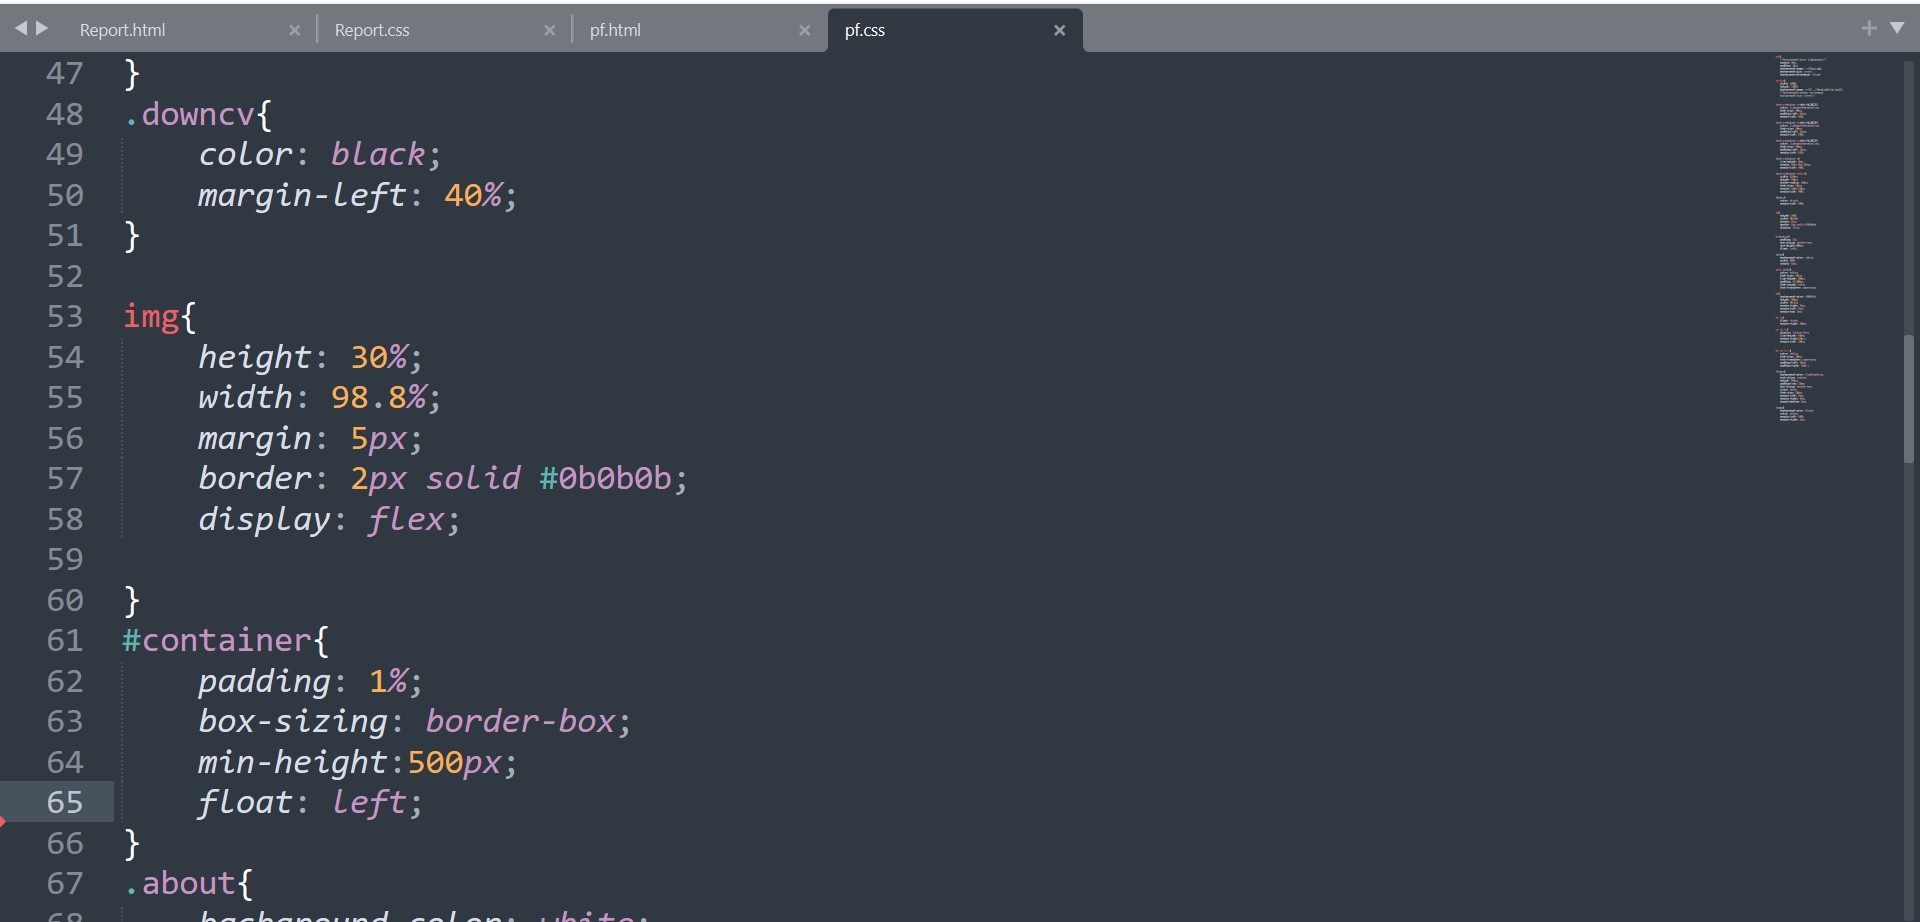 Report.html
Report.css
pf.html
pf.css
47 }
48 .downcv{
49 color: black;
50 margin-left: 40%;
51 }
52
53 img{
54 height: 30%;
55 width: 98.8%;
56 margin: 5px;
57 border: 2px solid #0b0b0b;
58 display: flex;
59
60 }
61 #container{
62 padding: 1%;
63 box-sizing: border-box;
64 min-height:500px;
65 float: left;
66 }
67 .about{
68 background-color: white;